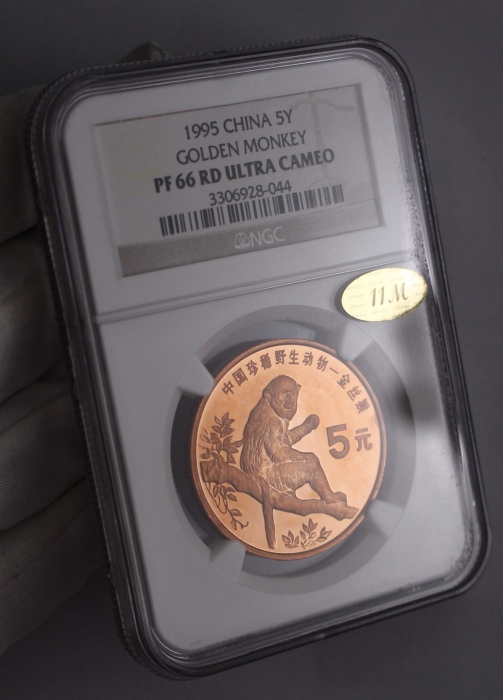 1995 CHINA 5Y
GOLDEN MONKEY
PF 66 RD ULTRA CAMEO
3306928-044
NGC
11M
中国珍稀野生动物—金丝猴
5元